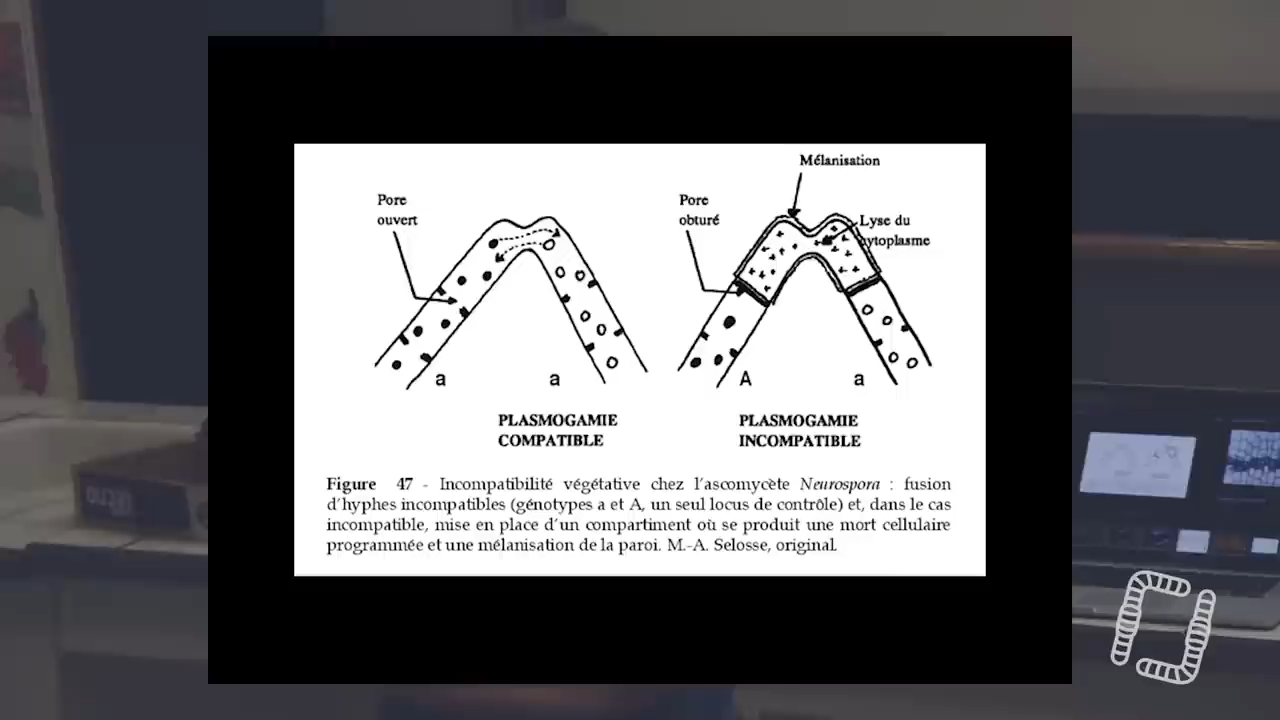 Mélanisation
Pore
ouvert
Pore
obturé
Lyse du
cytoplasme
a
a
A
a
PLASMOGAMIE
COMPATIBLE
PLASMOGAMIE
INCOMPATIBLE
Figure 47 - Incompatibilité végétative chez l'ascomycète Neurospora : fusion
d'hyphes incompatibles (génotypes a et A, un seul locus de contrôle) et, dans le cas
incompatible, mise en place d'un compartiment où se produit une mort cellulaire
programmée et une mélanisation de la paroi. M.-A. Selosse, original.